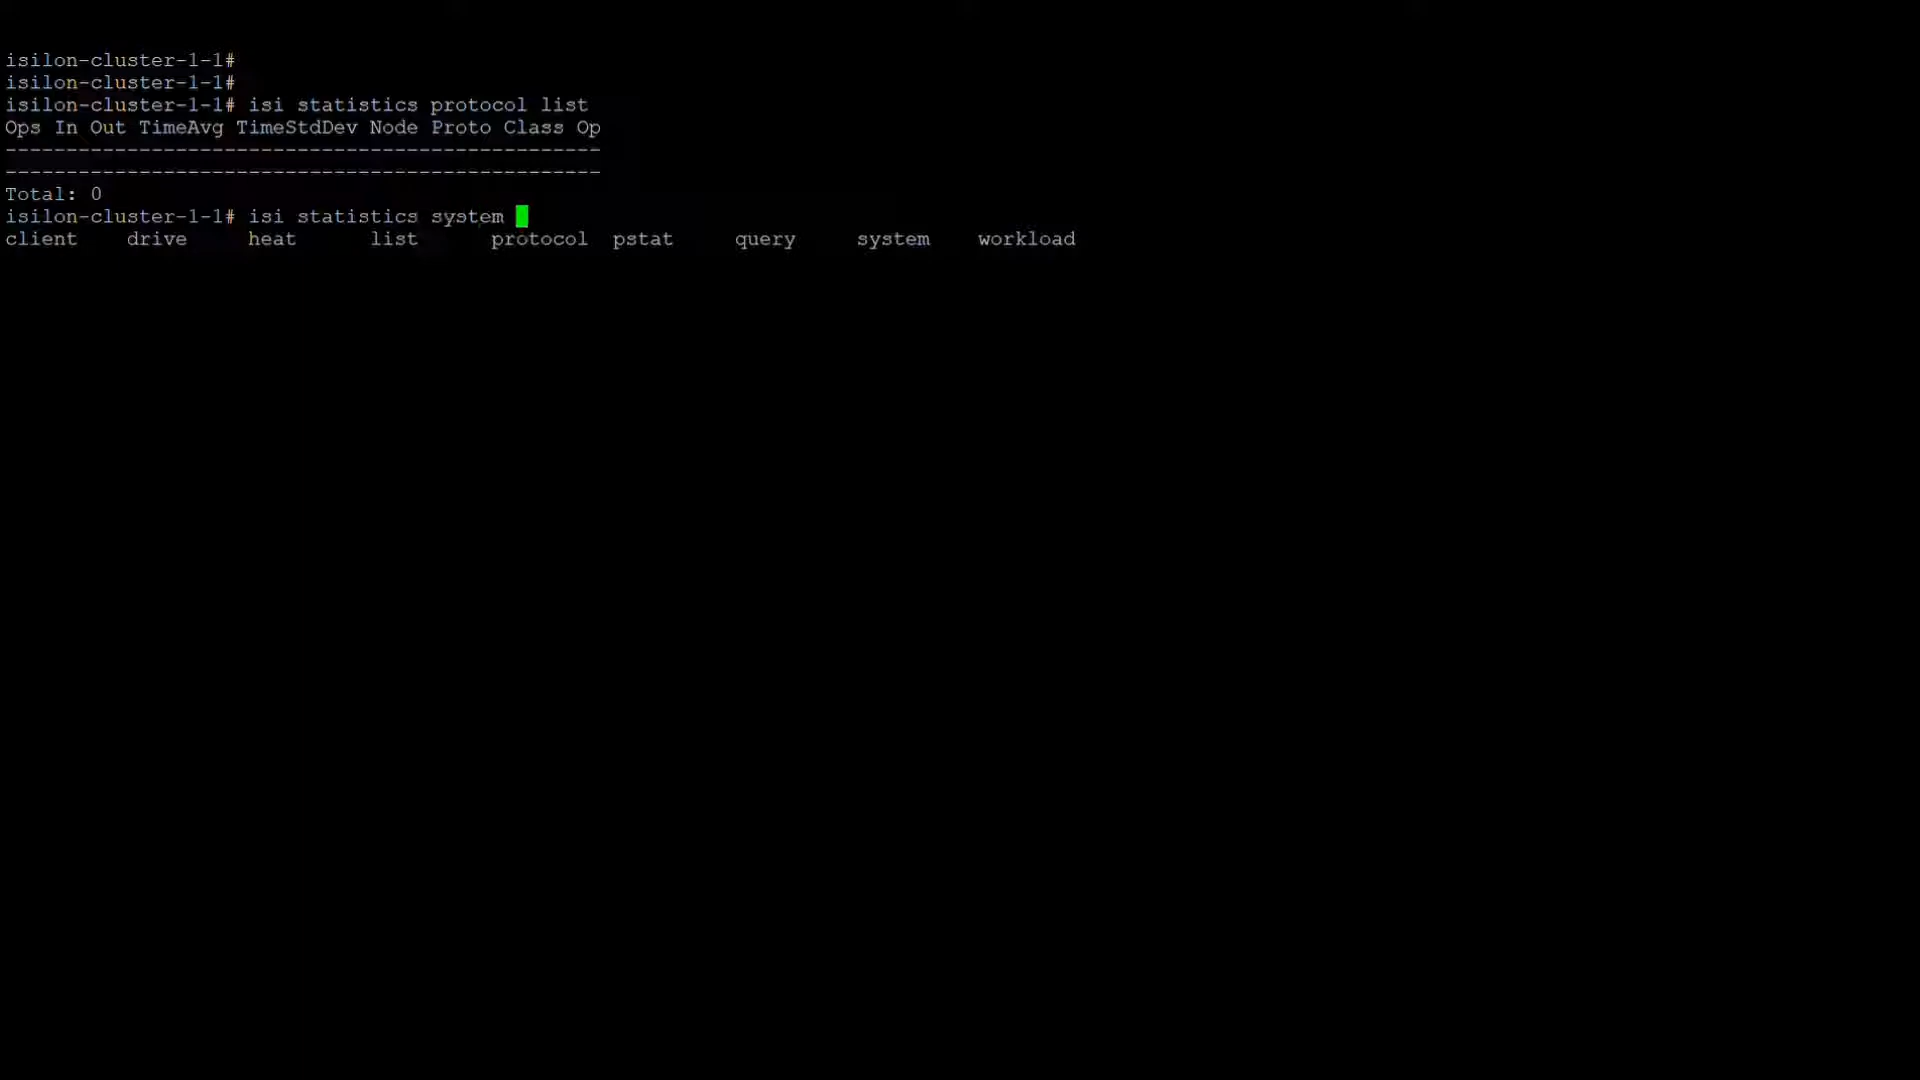 isilon-cluster-1-1#
isilon-cluster-1-1#
isilon-cluster-1-1# isi statistics protocol list
Ops In Out TimeAvg TimeStdDev Node Proto Class Op
-------------------------------------------------
-------------------------------------------------
Total: 0
isilon-cluster-1-1# isi statistics system
client drive heat list protocol pstat query system workload